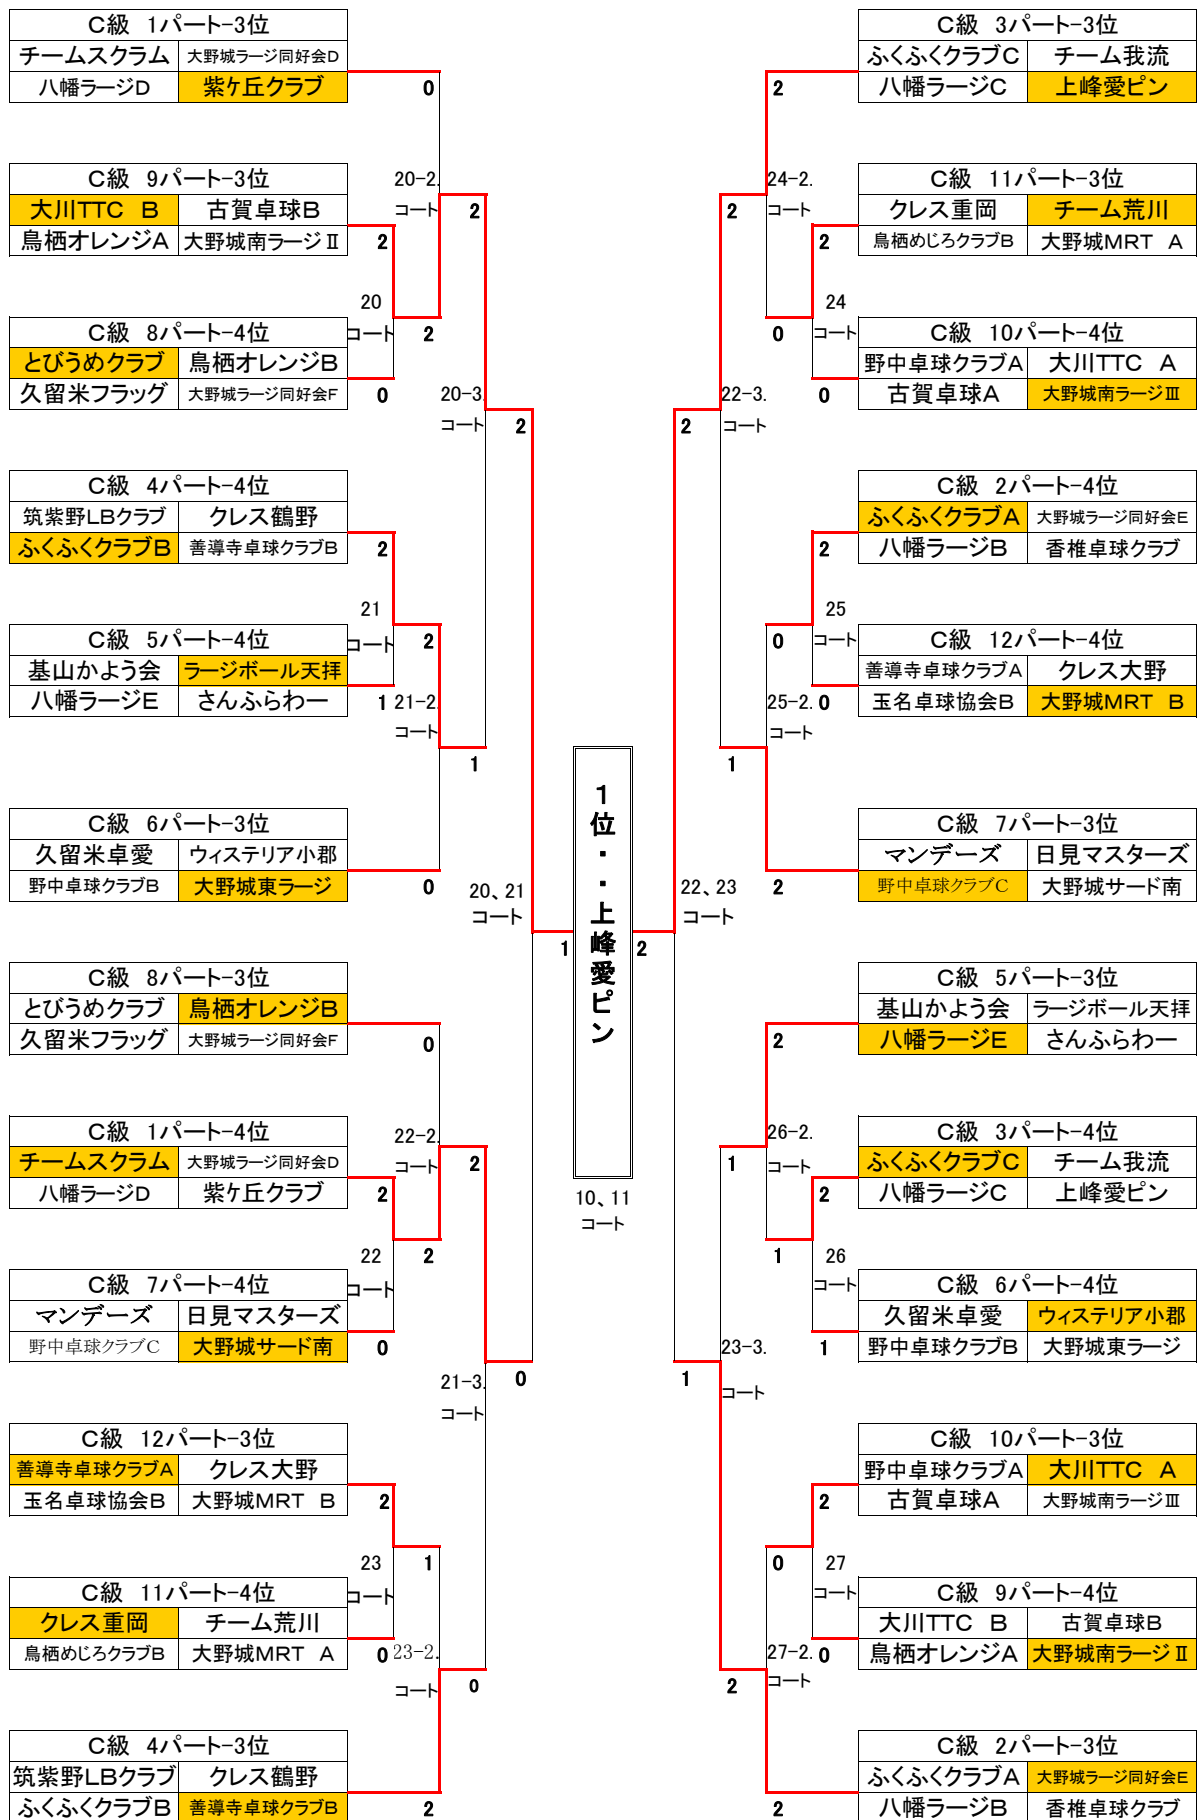 C級 1パート-3位
チームスクラム 大野城ラージ同好会D
八幡ラージD 紫ケ丘クラブ
0
C級 9パート-3位
大川TTC B 古賀卓球B
鳥栖オレンジA 大野城南ラージⅡ
2
20-2.
コート
2
20
コート
2
C級 8パート-4位
とびうめクラブ 鳥栖オレンジB
久留米フラッグ 大野城ラージ同好会F
0
20-3.
コート
2
C級 4パート-4位
筑紫野LBクラブ クレス鶴野
ふくふくクラブB 善導寺卓球クラブB
2
21
コート
2
C級 5パート-4位
基山かよう会 ラージボール天拝
八幡ラージE さんふらわー
1
21-2.
コート
1
C級 6パート-3位
久留米卓愛 ウィステリア小郡
野中卓球クラブB 大野城東ラージ
0
20、21
コート
1
C級 8パート-3位
とびうめクラブ 鳥栖オレンジB
久留米フラッグ 大野城ラージ同好会F
0
C級 1パート-4位
チームスクラム 大野城ラージ同好会D
八幡ラージD 紫ケ丘クラブ
2
22-2.
コート
2
22
コート
2
C級 7パート-4位
マンデーズ 日見マスターズ
野中卓球クラブC 大野城サード南
0
21-3.
コート
0
C級 12パート-3位
善導寺卓球クラブA クレス大野
玉名卓球協会B 大野城MRT B
2
23
コート
1
C級 11パート-4位
クレス重岡 チーム荒川
鳥栖めじろクラブB 大野城MRT A
0
23-2.
コート
0
C級 4パート-3位
筑紫野LBクラブ クレス鶴野
ふくふくクラブB 善導寺卓球クラブB
2
1位・・上峰愛ピン
10、11
コート
C級 3パート-3位
ふくふくクラブC チーム我流
八幡ラージC 上峰愛ピン
2
C級 11パート-3位
クレス重岡 チーム荒川
鳥栖めじろクラブB 大野城MRT A
2
24-2.
コート
2
24
コート
0
C級 10パート-4位
野中卓球クラブA 大川TTC A
古賀卓球A 大野城南ラージⅢ
0
22-3.
コート
2
C級 2パート-4位
ふくふくクラブA 大野城ラージ同好会E
八幡ラージB 香椎卓球クラブ
2
25
コート
0
C級 12パート-4位
善導寺卓球クラブA クレス大野
玉名卓球協会B 大野城MRT B
0
25-2.
コート
1
C級 7パート-3位
マンデーズ 日見マスターズ
野中卓球クラブC 大野城サード南
2
22、23
コート
2
C級 5パート-3位
基山かよう会 ラージボール天拝
八幡ラージE さんふらわー
2
C級 3パート-4位
ふくふくクラブC チーム我流
八幡ラージC 上峰愛ピン
2
26-2.
コート
1
26
コート
1
C級 6パート-4位
久留米卓愛 ウィステリア小郡
野中卓球クラブB 大野城東ラージ
1
23-3.
コート
1
C級 10パート-3位
野中卓球クラブA 大川TTC A
古賀卓球A 大野城南ラージⅢ
2
27
コート
0
C級 9パート-4位
大川TTC B 古賀卓球B
鳥栖オレンジA 大野城南ラージⅡ
0
27-2.
コート
2
C級 2パート-3位
ふくふくクラブA 大野城ラージ同好会E
八幡ラージB 香椎卓球クラブ
2